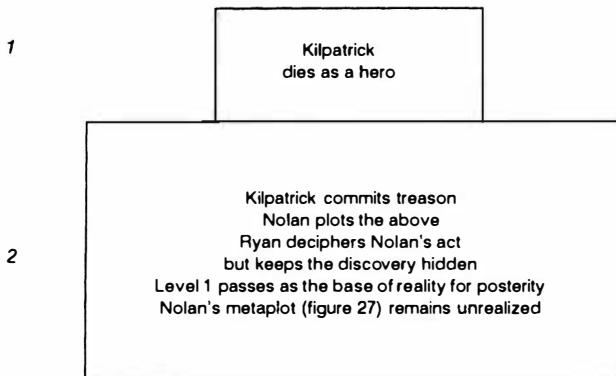 1
Kilpatrick
dies as a hero
2
Kilpatrick commits treason
Nolan plots the above
Ryan deciphers Nolan's act
but keeps the discovery hidden
Level 1 passes as the base of reality for posterity
Nolan's metaplot (figure 27) remains unrealized